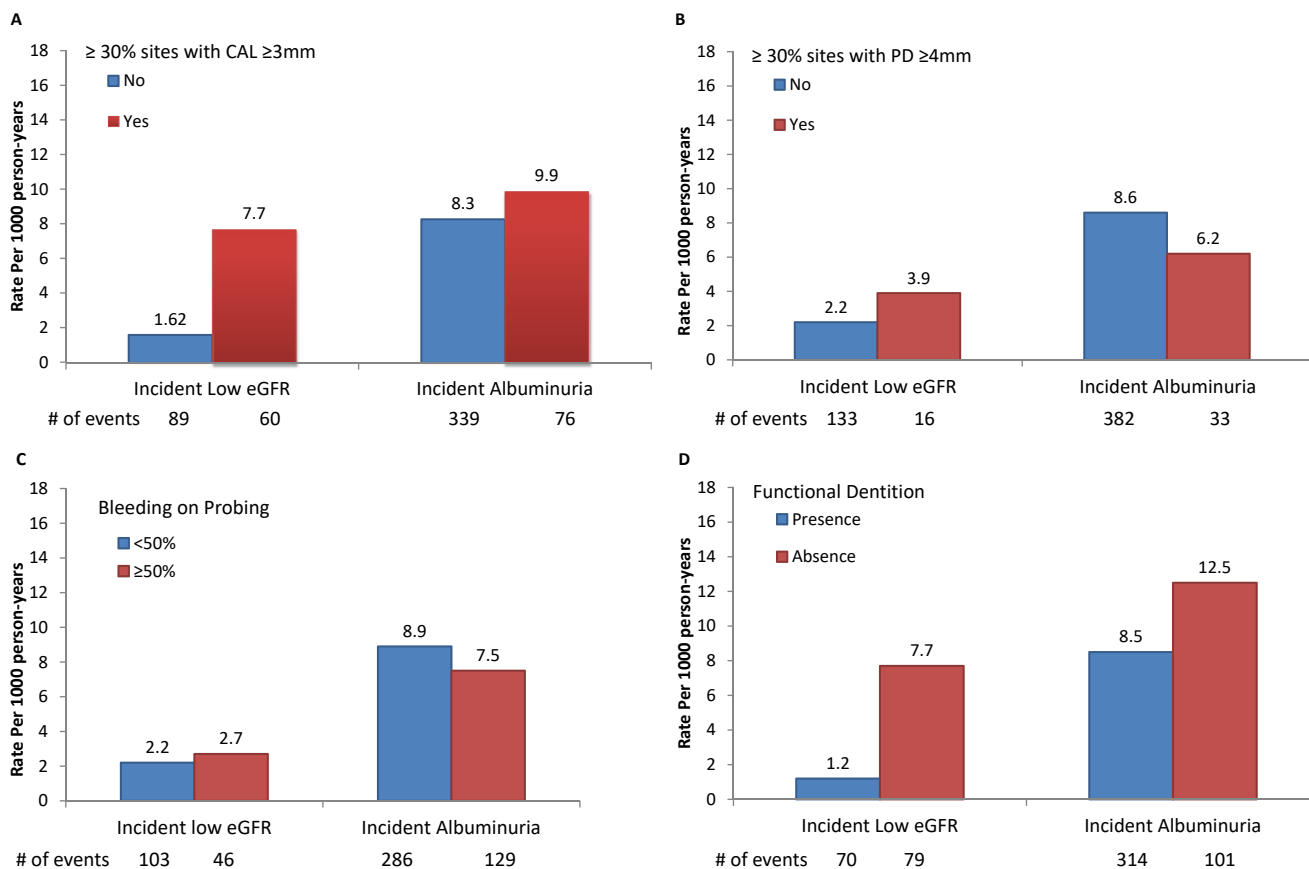 A
≥ 30% sites with CAL ≥3mm
No
Yes
Rate Per 1000 person-years
18
16
14
12
10
8
6
4
2
0
1.62
7.7
8.3
9.9
Incident Low eGFR
Incident Albuminuria
# of events 89 60 339 76
B
≥ 30% sites with PD ≥4mm
No
Yes
Rate Per 1000 person-years
18
16
14
12
10
8
6
4
2
0
2.2
3.9
8.6
6.2
Incident Low eGFR
Incident Albuminuria
# of events 133 16 382 33
C
Bleeding on Probing
<50%
≥50%
Rate Per 1000 person-years
18
16
14
12
10
8
6
4
2
0
2.2
2.7
8.9
7.5
Incident low eGFR
Incident Albuminuria
# of events 103 46 286 129
D
Functional Dentition
Presence
Absence
Rate Per 1000 person-years
18
16
14
12
10
8
6
4
2
0
1.2
7.7
8.5
12.5
Incident Low eGFR
Incident Albuminuria
# of events 70 79 314 101